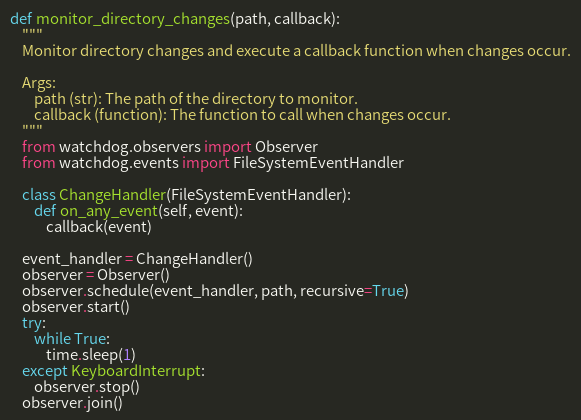 def monitor_directory_changes(path, callback):
    """
    Monitor directory changes and execute a callback function when changes occur.

    Args:
        path (str): The path of the directory to monitor.
        callback (function): The function to call when changes occur.
    """
    from watchdog.observers import Observer
    from watchdog.events import FileSystemEventHandler

    class ChangeHandler(FileSystemEventHandler):
        def on_any_event(self, event):
            callback(event)

    event_handler = ChangeHandler()
    observer = Observer()
    observer.schedule(event_handler, path, recursive=True)
    observer.start()
    try:
        while True:
            time.sleep(1)
    except KeyboardInterrupt:
        observer.stop()
    observer.join()